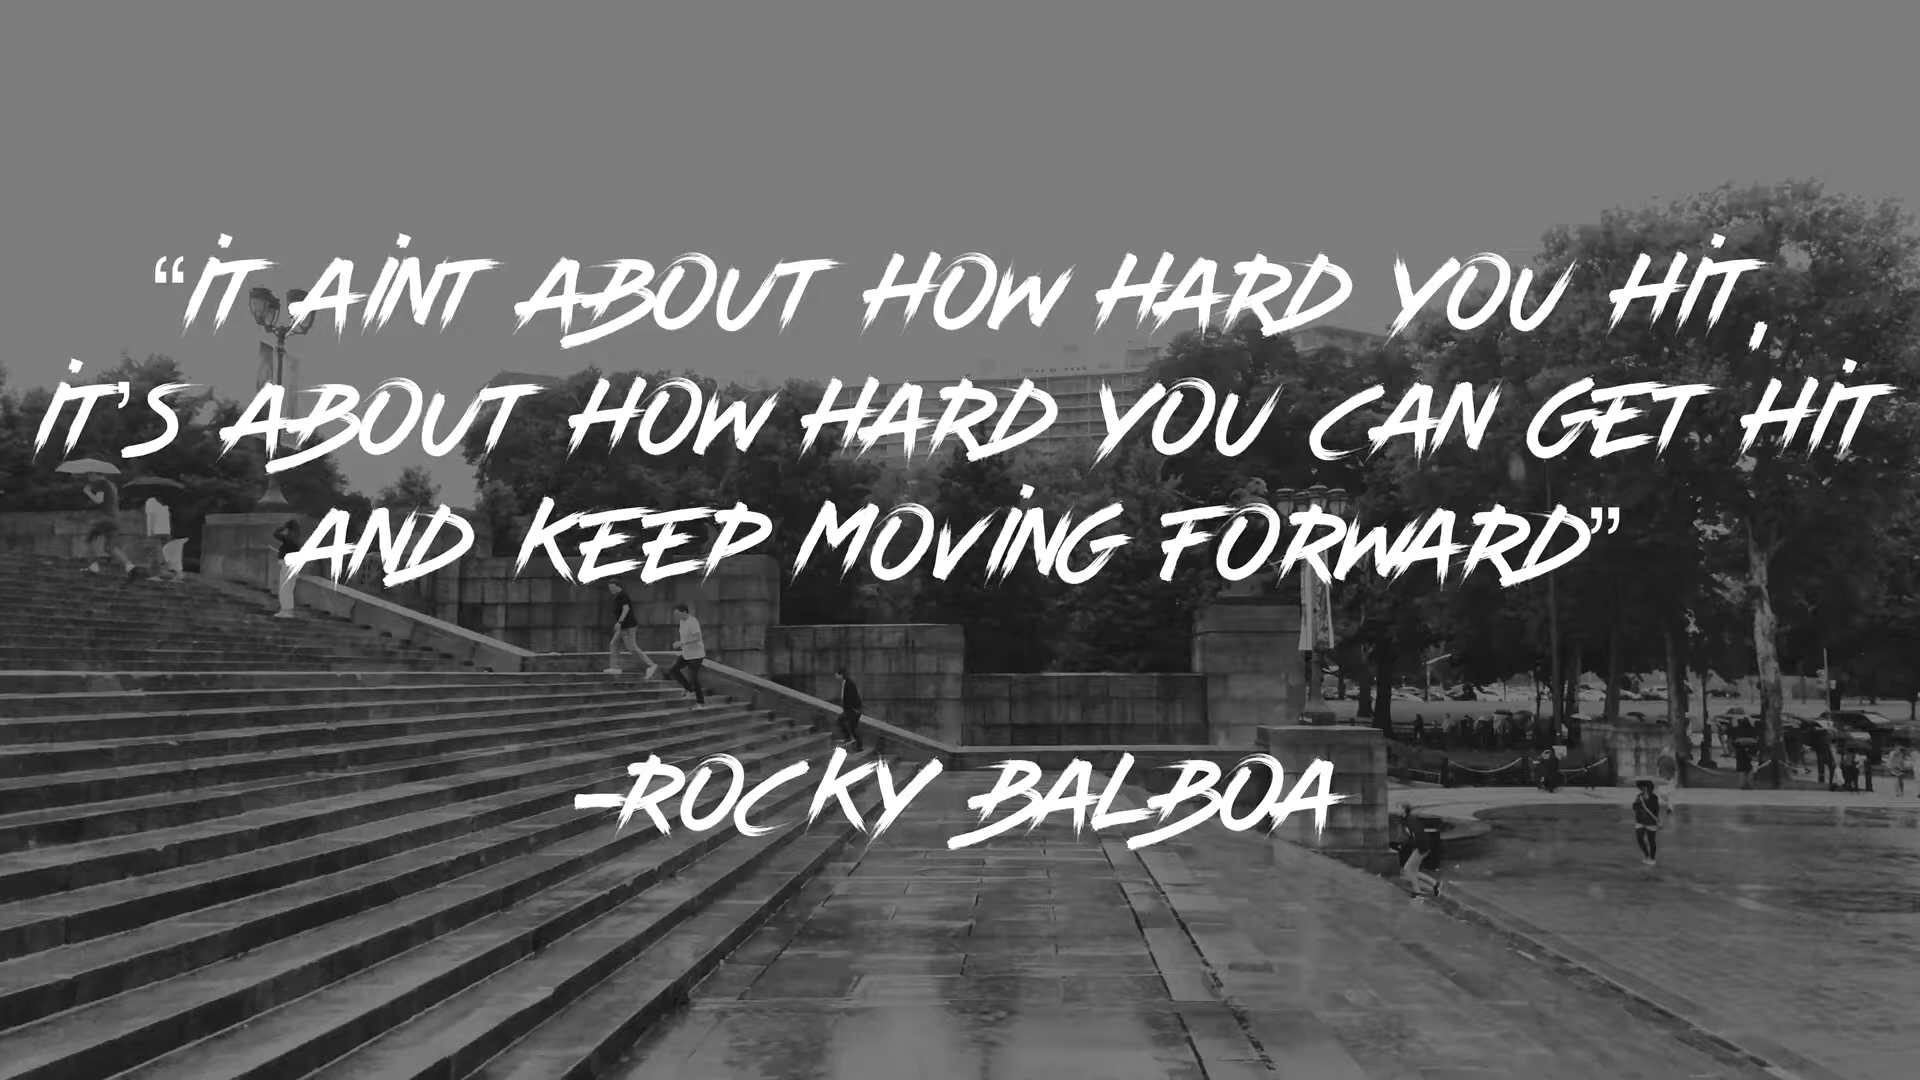 “IT AINT ABOUT HOW HARD YOU HIT,
IT'S ABOUT HOW HARD YOU CAN GET HIT
AND KEEP MOVING FORWARD”
-ROCKY BALBOA